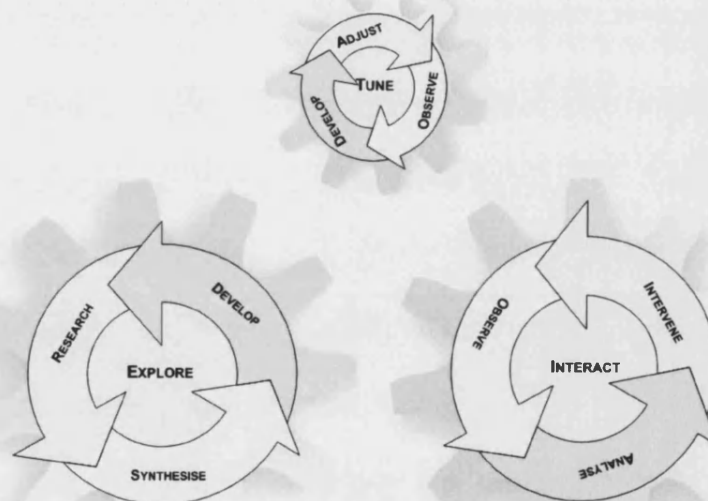 ADJUST
TUNE
OBSERVE
DEVELOP
DEVELOP
RESEARCH
EXPLORE
SYNTHESISE
OBSERVE
INTERVENE
INTERACT
ANALYSE